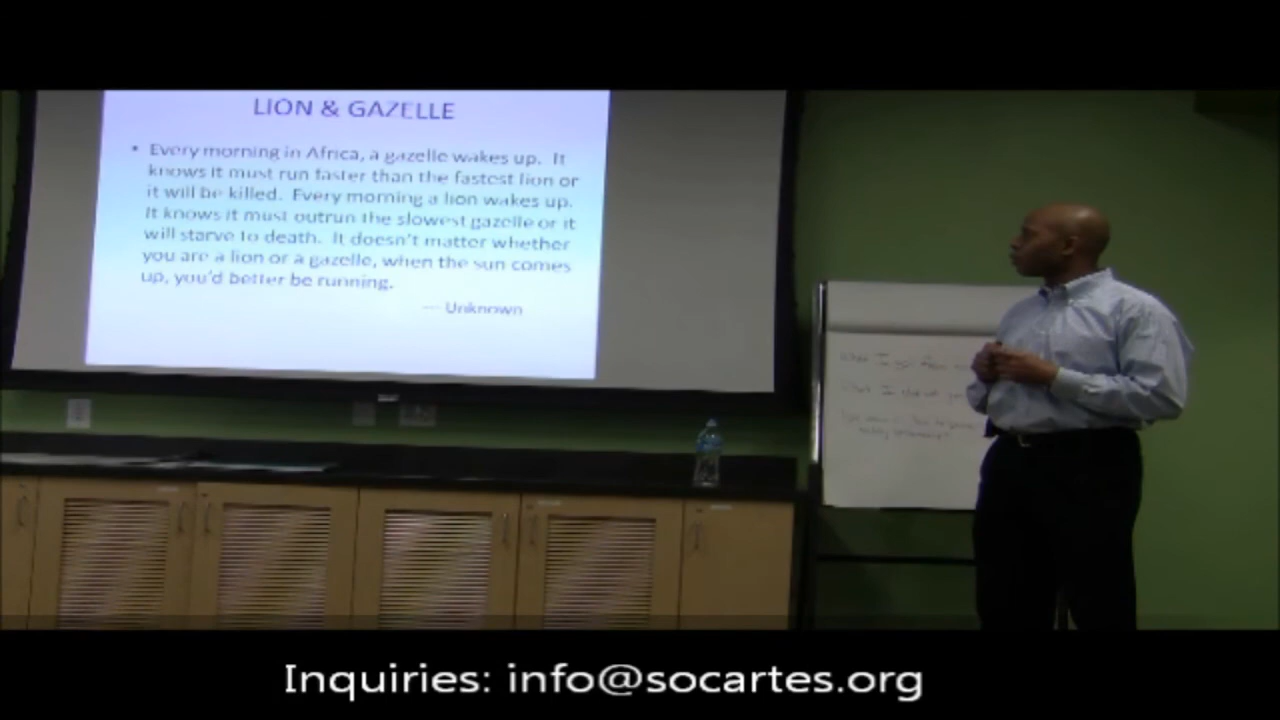 LION & GAZELLE
• Every morning in Africa, a gazelle wakes up. It
knows it must run faster than the fastest lion or
it will be killed. Every morning a lion wakes up.
It knows it must outrun the slowest gazelle or it
will starve to death. It doesn't matter whether
you are a lion or a gazelle, when the sun comes
up, you'd better be running.
— Unknown
Inquiries: info@socartes.org